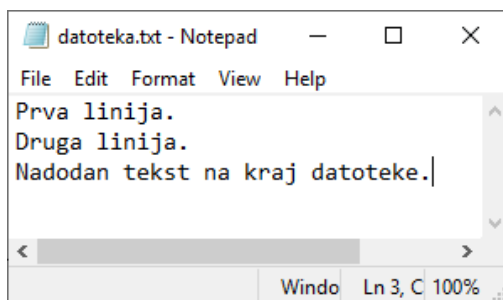 datoteka.txt - Notepad
File Edit Format View Help
Prva linija.
Druga linija.
Nadodan tekst na kraj datoteke.
Windo Ln 3, C 100%